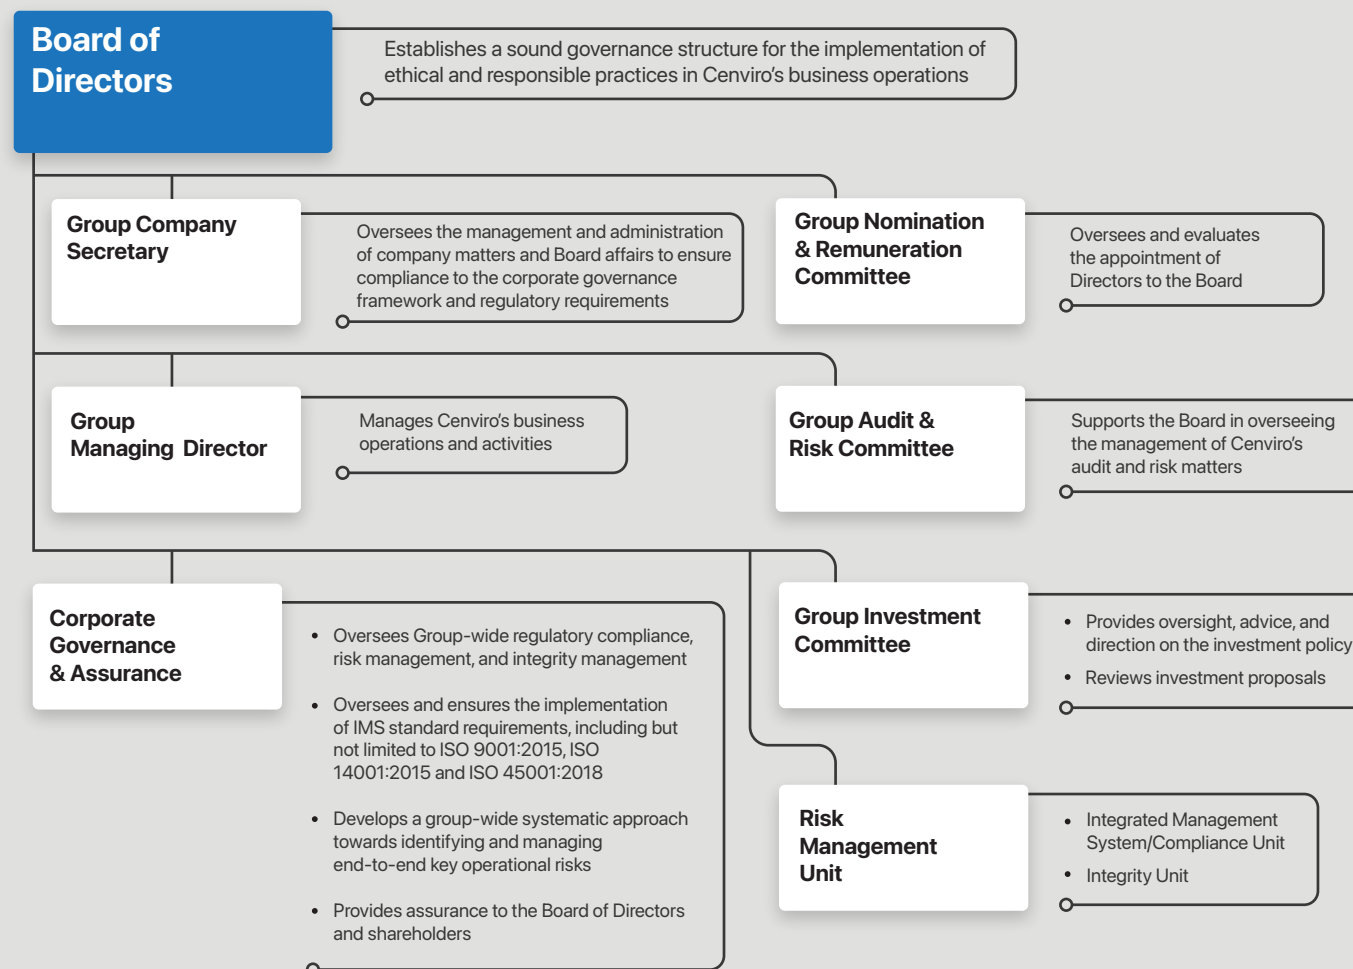 Board of
Directors
Establishes a sound governance structure for the implementation of
ethical and responsible practices in Cenviro’s business operations
Group Company
Secretary
Oversees the management and administration
of company matters and Board affairs to ensure
compliance to the corporate governance
framework and regulatory requirements
Group Nomination
& Remuneration
Committee
Oversees and evaluates
the appointment of
Directors to the Board
Group
Managing Director
Manages Cenviro’s business
operations and activities
Group Audit &
Risk Committee
Supports the Board in overseeing
the management of Cenviro’s
audit and risk matters
Corporate
Governance
& Assurance
• Oversees Group-wide regulatory compliance,
risk management, and integrity management
• Oversees and ensures the implementation
of IMS standard requirements, including but
not limited to ISO 9001:2015, ISO
14001:2015 and ISO 45001:2018
• Develops a group-wide systematic approach
towards identifying and managing
end-to-end key operational risks
• Provides assurance to the Board of Directors
and shareholders
Group Investment
Committee
• Provides oversight, advice, and
direction on the investment policy
• Reviews investment proposals
Risk
Management
Unit
• Integrated Management
System/Compliance Unit
• Integrity Unit